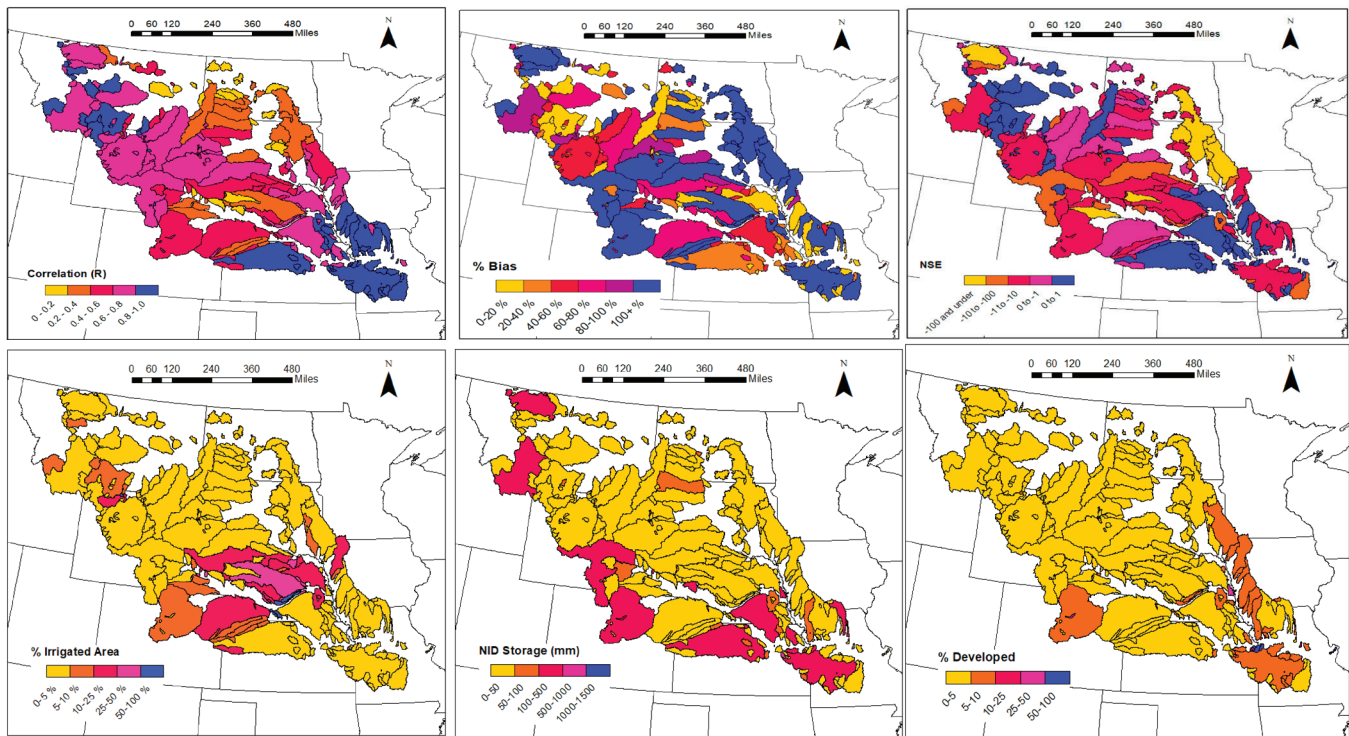 N
0 60 120 240 360 480
Miles
Correlation (R)
0 - 0.2
0.2 - 0.4
0.4 - 0.6
0.6 - 0.8
0.8 - 1.0
N
0 60 120 240 360 480
Miles
% Bias
0-20 %
20-40 %
40-60 %
60-80 %
80-100 %
100+ %
N
0 60 120 240 360 480
Miles
NSE
-100 and under
-10 to -100
-1 to -10
0 to -1
0 to 1
N
0 60 120 240 360 480
Miles
% Irrigated Area
0-5 %
5-10 %
10-25 %
25-50 %
50-100 %
N
0 60 120 240 360 480
Miles
NID Storage (mm)
0-50
50-100
100-500
500-1000
1000-1500
N
0 60 120 240 360 480
Miles
% Developed
0-5
5-10
10-25
25-50
50-100